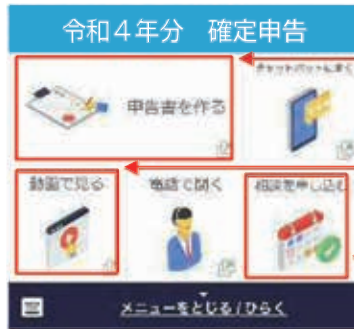 令和４年分　確定申告
チャットボットにきく
申告書を作る
動画で見る
電話で聞く
相談を申し込む
メニューをとじる/ひらく